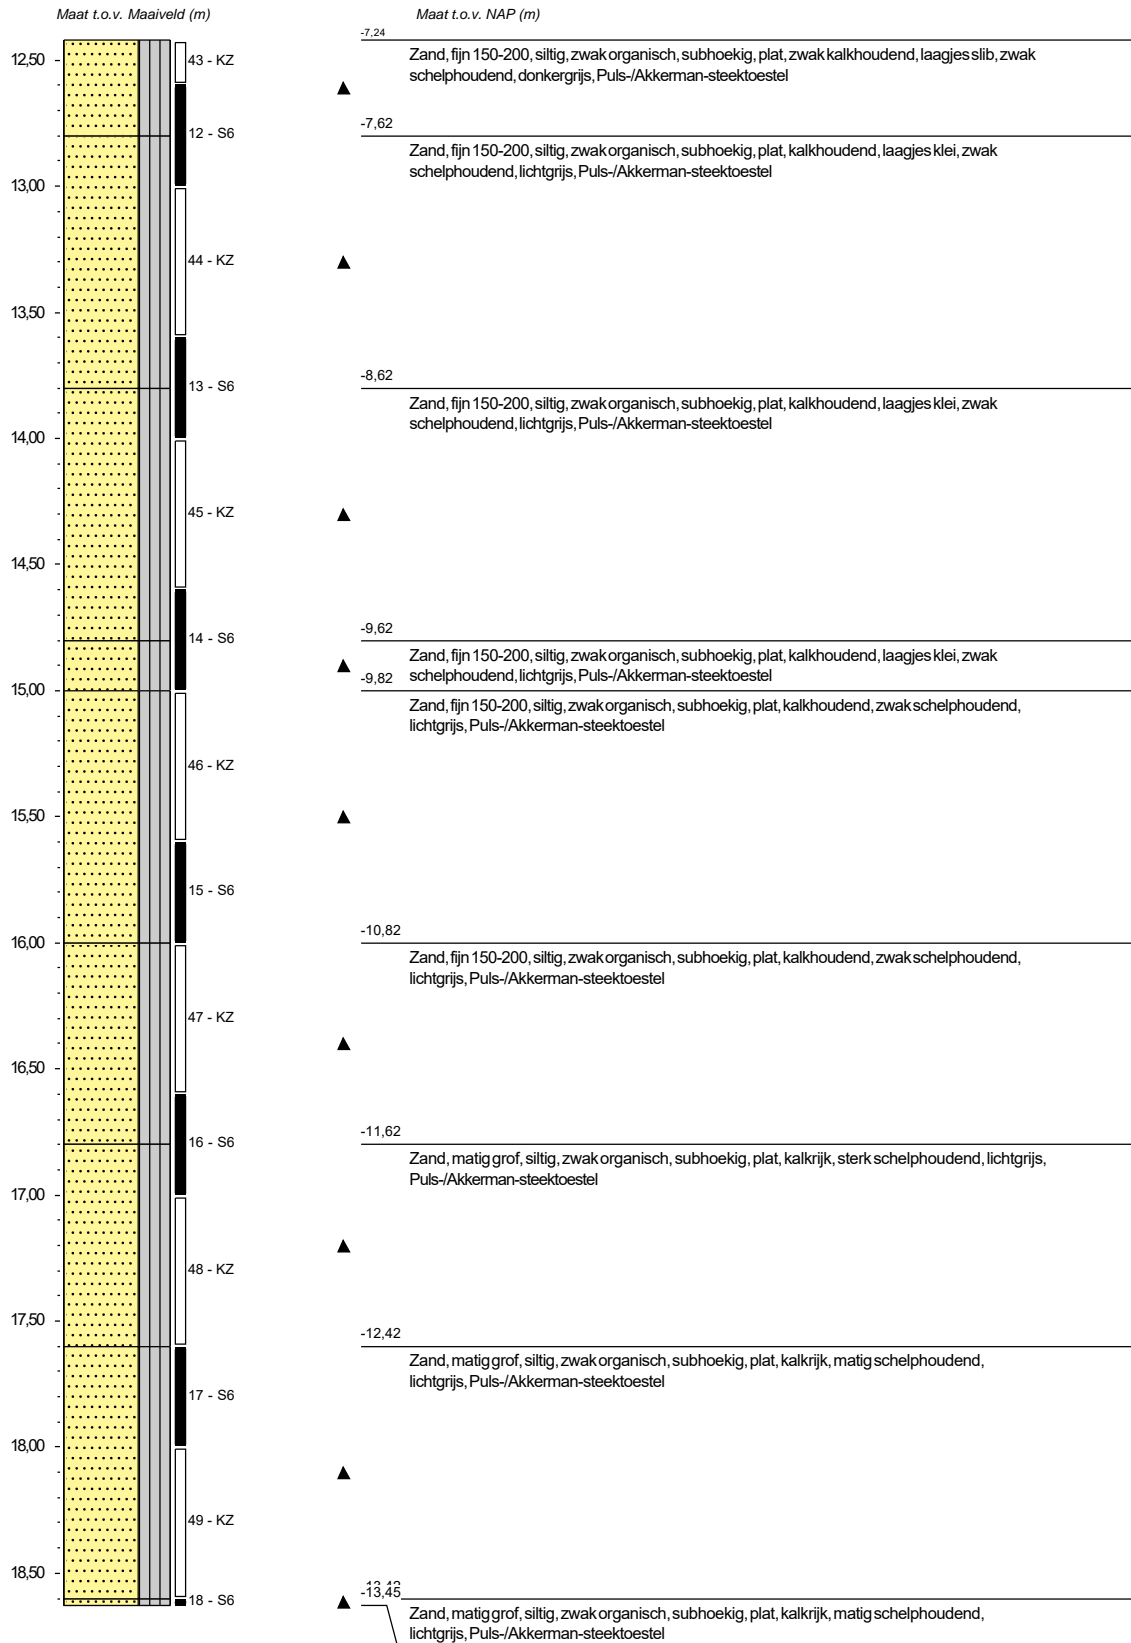 Maat t.o.v. Maaiveld (m)
Maat t.o.v. NAP (m)
-7,24
12,50
43 - KZ
Zand, fijn 150-200, siltig, zwak organisch, subhoekig, plat, zwak kalkhoudend, laagjes slib, zwak
schelphoudend, donkergrijs, Puls-/Akkerman-steektoestel
12 - S6
-7,62
Zand, fijn 150-200, siltig, zwak organisch, subhoekig, plat, kalkhoudend, laagjes klei, zwak
schelphoudend, lichtgrijs, Puls-/Akkerman-steektoestel
13,00
44 - KZ
13,50
13 - S6
-8,62
Zand, fijn 150-200, siltig, zwak organisch, subhoekig, plat, kalkhoudend, laagjes klei, zwak
schelphoudend, lichtgrijs, Puls-/Akkerman-steektoestel
14,00
45 - KZ
14,50
14 - S6
-9,62
Zand, fijn 150-200, siltig, zwak organisch, subhoekig, plat, kalkhoudend, laagjes klei, zwak
schelphoudend, lichtgrijs, Puls-/Akkerman-steektoestel
15,00
-9,82
Zand, fijn 150-200, siltig, zwak organisch, subhoekig, plat, kalkhoudend, zwak schelphoudend,
lichtgrijs, Puls-/Akkerman-steektoestel
46 - KZ
15,50
15 - S6
16,00
-10,82
Zand, fijn 150-200, siltig, zwak organisch, subhoekig, plat, kalkhoudend, zwak schelphoudend,
lichtgrijs, Puls-/Akkerman-steektoestel
47 - KZ
16,50
16 - S6
-11,62
Zand, matig grof, siltig, zwak organisch, subhoekig, plat, kalkrijk, sterk schelphoudend, lichtgrijs,
Puls-/Akkerman-steektoestel
17,00
48 - KZ
17,50
-12,42
Zand, matig grof, siltig, zwak organisch, subhoekig, plat, kalkrijk, matig schelphoudend,
lichtgrijs, Puls-/Akkerman-steektoestel
17 - S6
18,00
49 - KZ
18,50
-13,45
18 - S6
Zand, matig grof, siltig, zwak organisch, subhoekig, plat, kalkrijk, matig schelphoudend,
lichtgrijs, Puls-/Akkerman-steektoestel